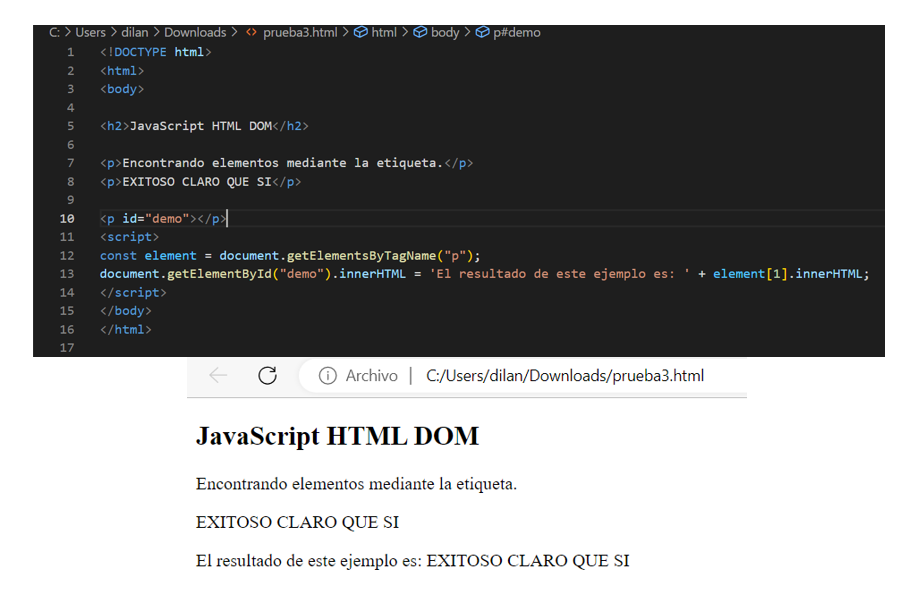 C: > Users > dilan > Downloads > <> prueba3.html > html > body > p#demo
1 <!DOCTYPE html>
2 <html>
3 <body>
4
5 <h2>JavaScript HTML DOM</h2>
6
7 <p>Encontrando elementos mediante la etiqueta.</p>
8 <p>EXITOSO CLARO QUE SI</p>
9
10 <p id="demo"></p>
11 <script>
12 const element = document.getElementsByTagName("p");
13 document.getElementById("demo").innerHTML = 'El resultado de este ejemplo es: ' + element[1].innerHTML;
14 </script>
15 </body>
16 </html>
17
Archivo | C:/Users/dilan/Downloads/prueba3.html
JavaScript HTML DOM
Encontrando elementos mediante la etiqueta.
EXITOSO CLARO QUE SI
El resultado de este ejemplo es: EXITOSO CLARO QUE SI